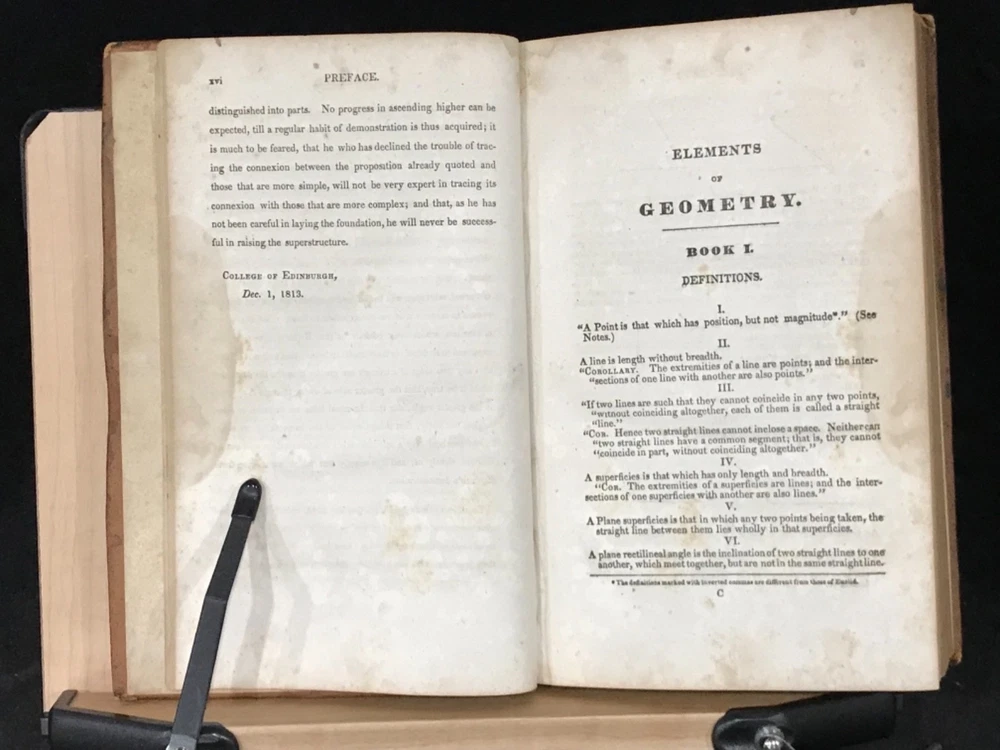 xvi PREFACE.
distinguished into parts. No progress in ascending higher can be
expected, till a regular habit of demonstration is thus acquired; it
is much to be feared, that he who has declined the trouble of trac-
ing the connexion between the proposition already quoted and
those that are more simple, will not be very expert in tracing its
connexion with those that are more complex; and that, as he has
not been careful in laying the foundation, he will never be success-
ful in raising the superstructure.
College of Edinburgh,
Dec. 1, 1813.
ELEMENTS
OF
GEOMETRY.
BOOK I.
DEFINITIONS.
I.
"A Point is that which has position, but not magnitude*." (See
Notes.)
II.
A line is length without breadth.
"Corollary. The extremities of a line are points; and the inter-
"sections of one line with another are also points."
III.
"If two lines are such that they cannot coincide in any two points,
"without coinciding altogether, each of them is called a straight
"line."
"Cor. Hence two straight lines cannot inclose a space. Neither can
"two straight lines have a common segment; that is, they cannot
"coincide in part, without coinciding altogether."
IV.
A superficies is that which has only length and breadth.
"Cor. The extremities of a superficies are lines; and the inter-
sections of one superficies with another are also lines."
V.
A Plane superficies is that in which any two points being taken, the
straight line between them lies wholly in that superficies.
VI.
A plane rectilineal angle is the inclination of two straight lines to one
another, which meet together, but are not in the same straight line.
* The definitions marked with inverted commas are different from those of Euclid.
C